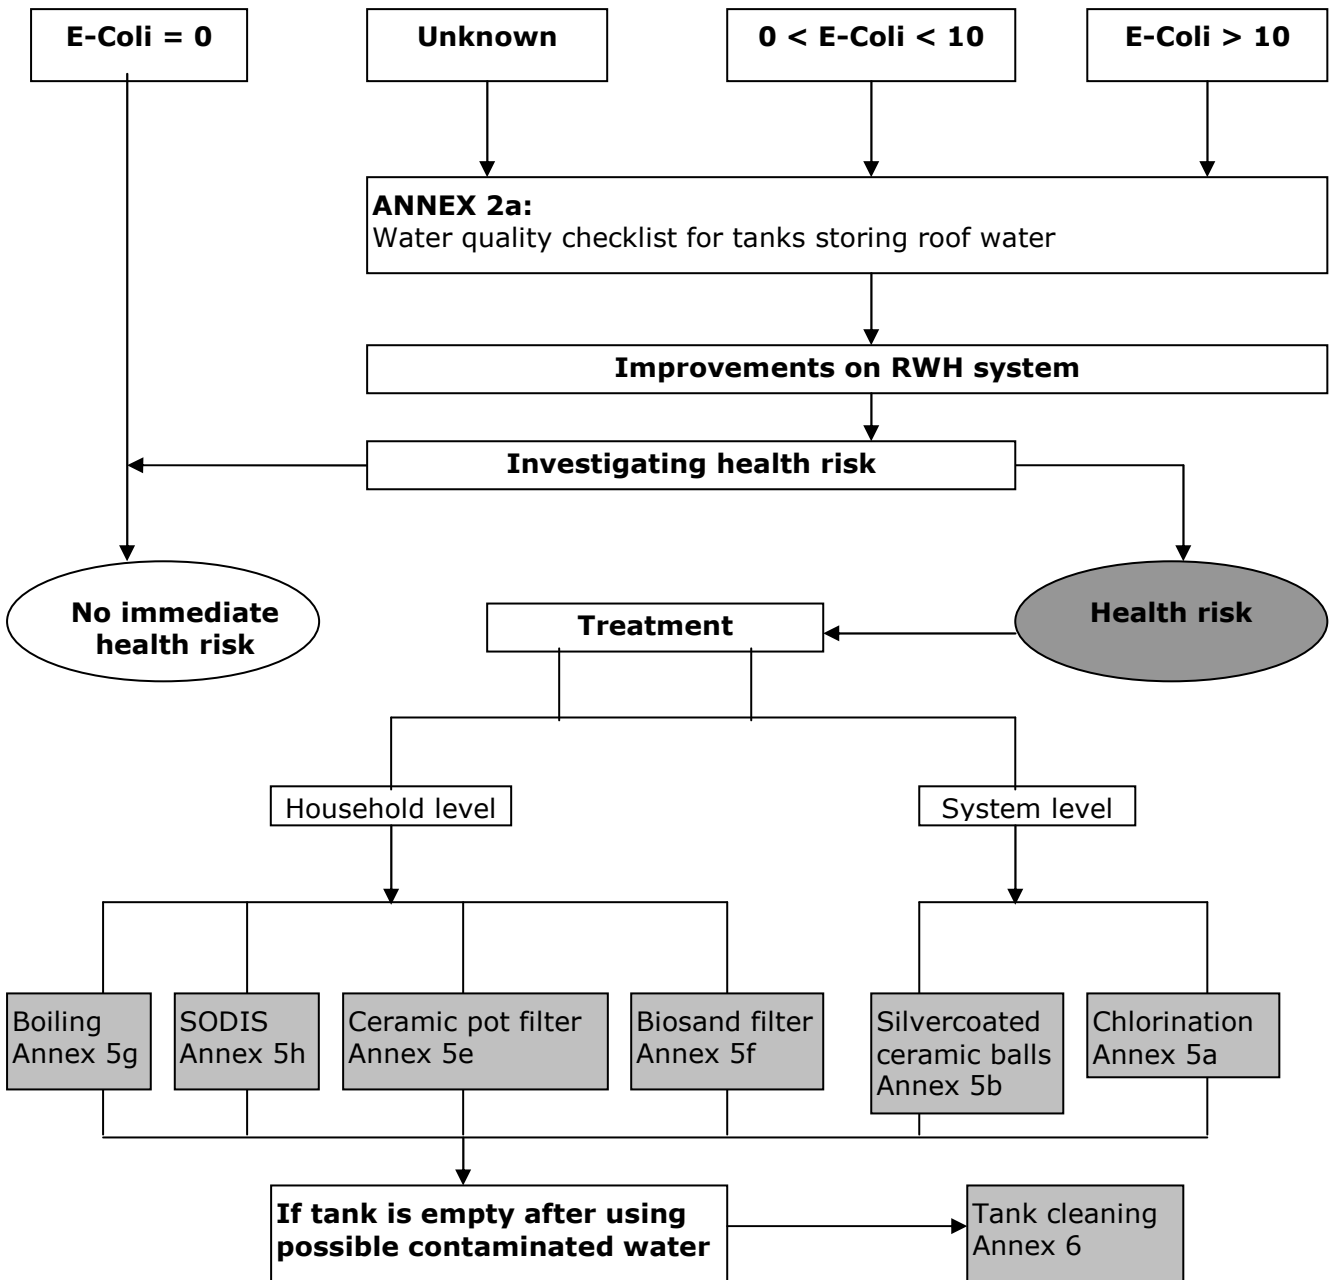 E-Coli = 0
Unknown
0 < E-Coli < 10
E-Coli > 10
ANNEX 2a:
Water quality checklist for tanks storing roof water
Improvements on RWH system
Investigating health risk
No immediate
health risk
Treatment
Health risk
Household level
System level
Boiling
Annex 5g
SODIS
Annex 5h
Ceramic pot filter
Annex 5e
Biosand filter
Annex 5f
Silvercoated
ceramic balls
Annex 5b
Chlorination
Annex 5a
If tank is empty after using
possible contaminated water
Tank cleaning
Annex 6